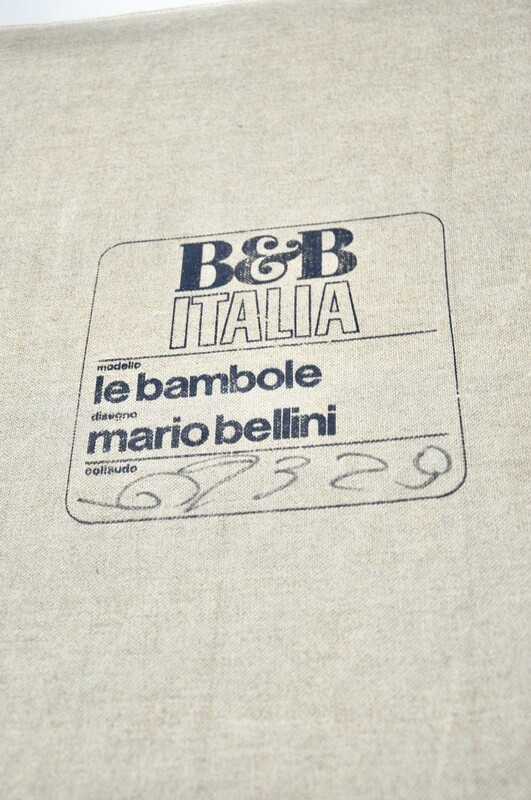 B&B
ITALIA
modello
le bambole
disegno
mario bellini
collaudo